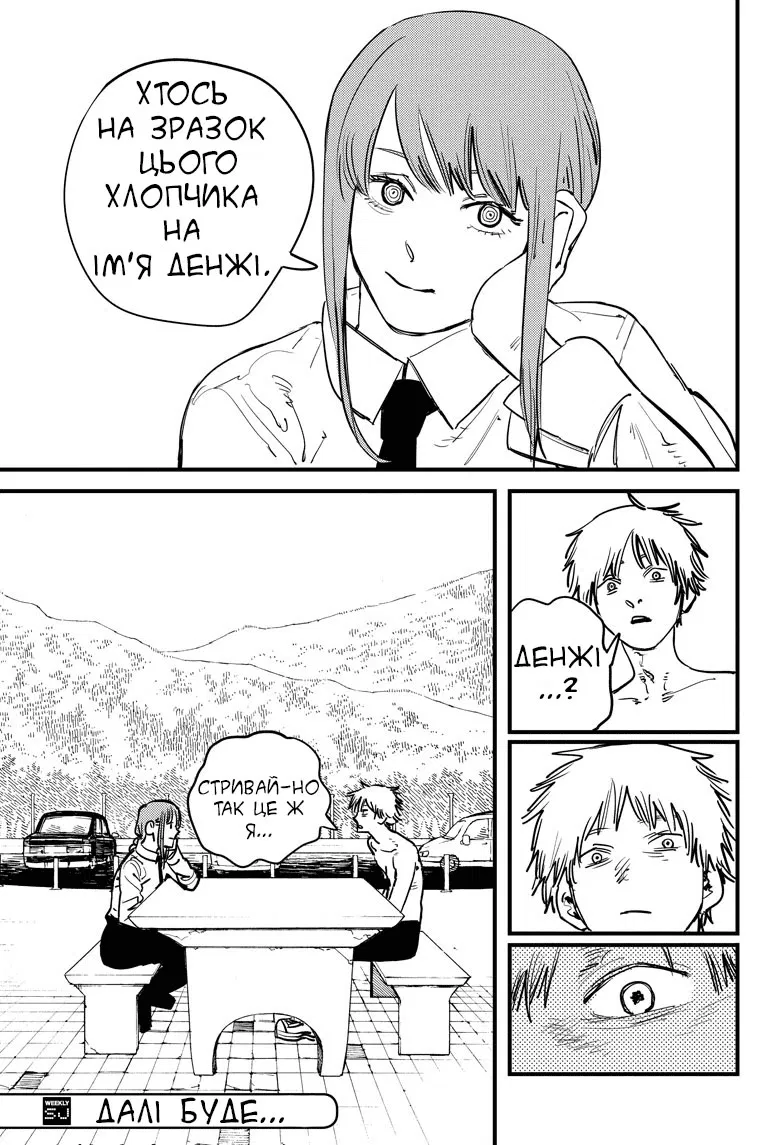 ХТОСЬ
НА ЗРАЗОК
ЦЬОГО
ХЛОПЧИКА
НА
ІМ'Я ДЕНЖІ.
ДЕНЖІ
...?
СТРИВАЙ-НО
ТАК ЦЕ Ж
Я...
WEEKLY
SJ
ДАЛІ БУДЕ...